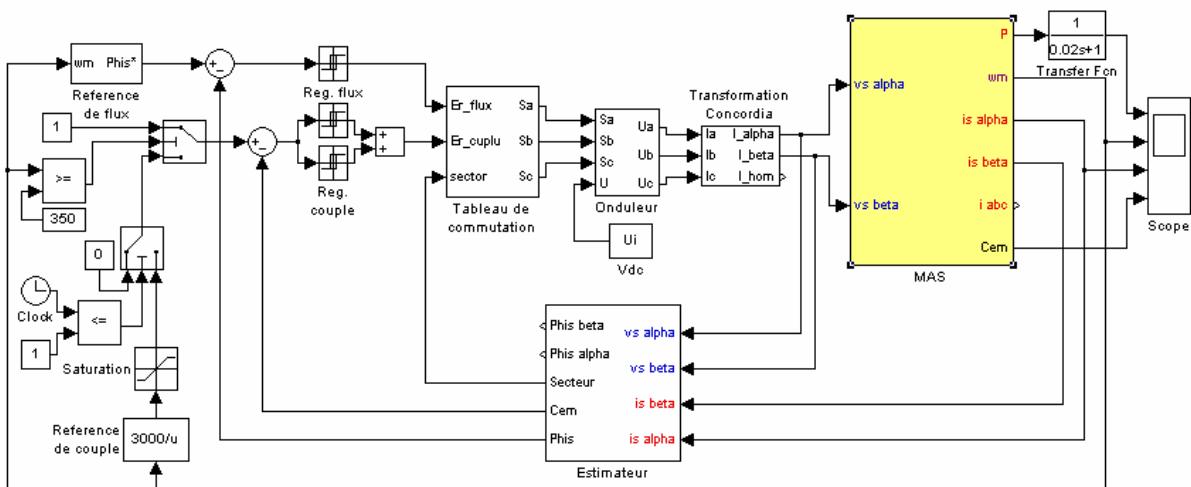 wm Phis*
Reference
de flux
Reg. flux
1
>=
350
0
Clock
<=
1
Saturation
Reference
de couple
3000/u
Reg.
couple
+
+
Er_flux
Er_cuplu
sector
Sa
Sb
Sc
Tableau de
commutation
Sa
Sb
Sc
U
Ua
Ub
Uc
Onduleur
Ui
Vdc
Transformation
Concordia
Ia
Ib
Ic
I_alpha
I_beta
I_hom
vs alpha
vs beta
P
wm
is alpha
is beta
i abc
Cem
MAS
1
0.02s+1
Transfer Fcn
Scope
Phis beta
Phis alpha
Secteur
Cem
Phis
vs alpha
vs beta
is beta
is alpha
Estimateur